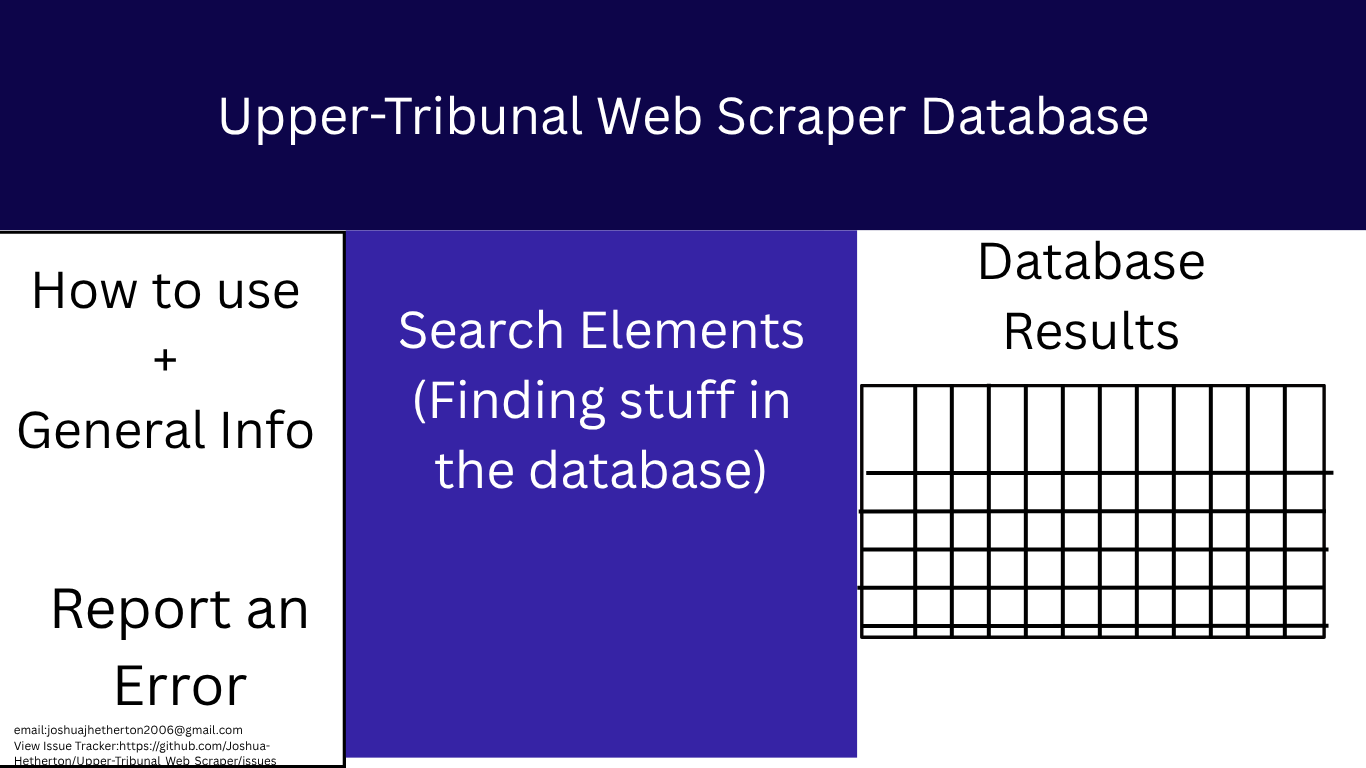 Upper-Tribunal Web Scraper Database
How to use
+
General Info
Report an
Error
email:joshuajhetherton2006@gmail.com
View Issue Tracker:https://github.com/Joshua-
Hetherton/Upper-Tribunal_Web_Scraper/issues
Search Elements
(Finding stuff in
the database)
Database
Results